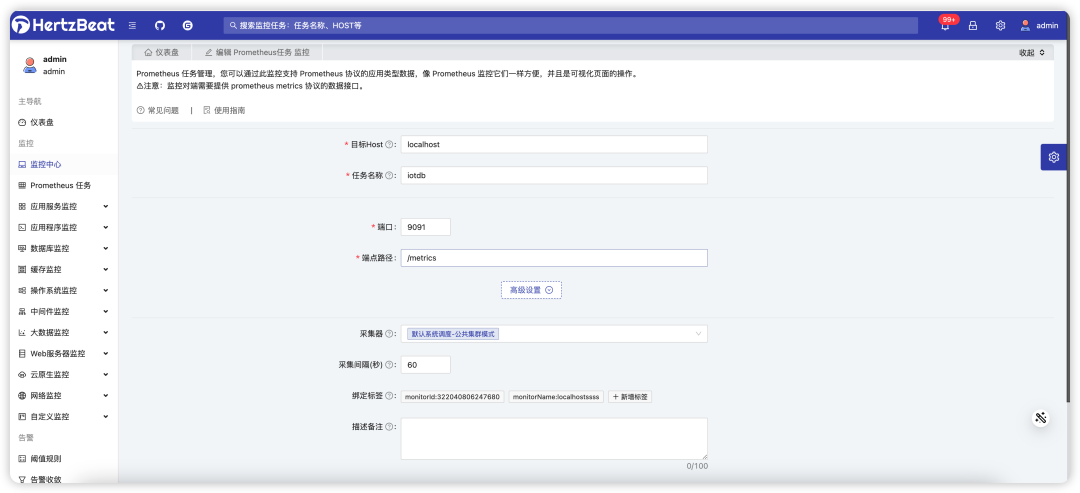 HertzBeat
搜索监控任务：任务名称、HOST等
99+
admin
admin
admin
主导航
仪表盘
监控
监控中心
Prometheus 任务
应用服务监控
应用程序监控
数据库监控
缓存监控
操作系统监控
中间件监控
大数据监控
Web服务器监控
云原生监控
网络监控
自定义监控
告警
阈值规则
告警收敛
仪表盘
编辑 Prometheus任务 监控
收起
Prometheus 任务管理，您可以通过此监控支持 Prometheus 协议的应用类型数据，像 Prometheus 监控它们一样方便，并且是可视化页面的操作。
⚠注意：监控对端需要提供 prometheus metrics 协议的数据接口。
常见问题 | 使用指南
* 目标Host : localhost
* 任务名称 : iotdb
* 端口 : 9091
* 端点路径 : /metrics
高级设置
采集器 : 默认系统调度-公共集群模式
采集间隔(秒) : 60
绑定标签 : monitorId:322040806247680 monitorName:localhostssss + 新增标签
描述备注 :
0/100